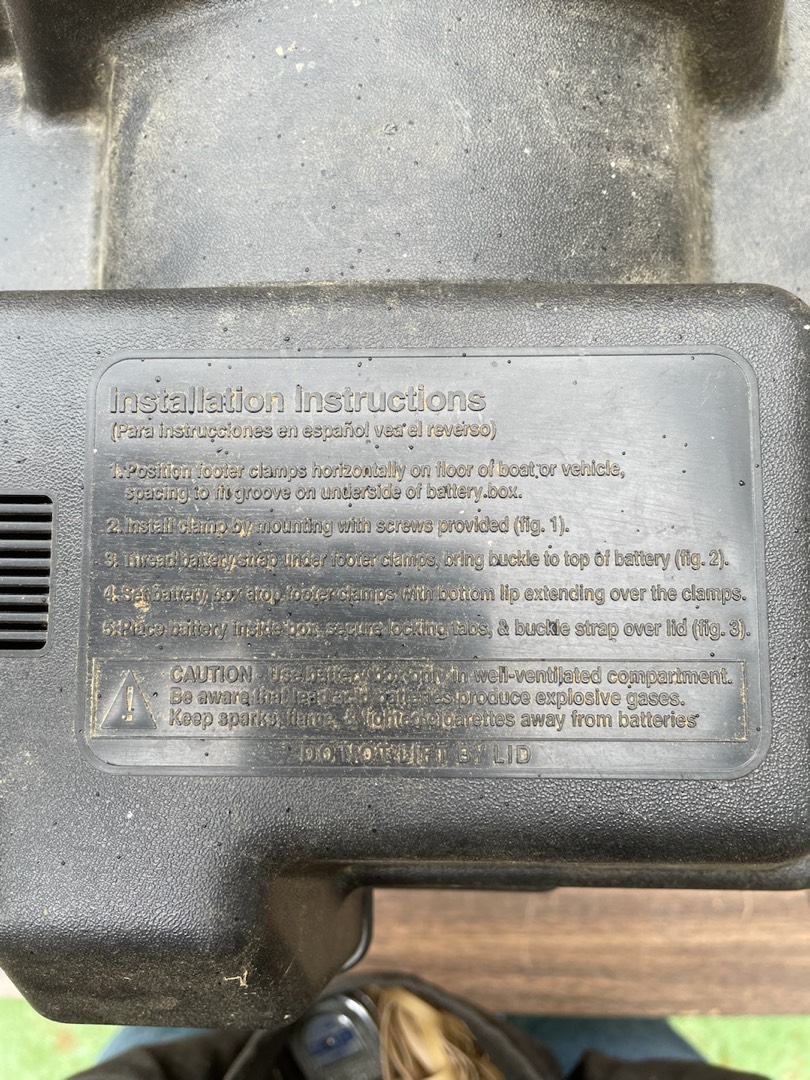 Installation Instructions
(Para instrucciones en español vea el reverso)
1. Position footer clamps horizontally on floor of boat or vehicle,
spacing to fit groove on underside of battery box.
2. Install clamp by mounting with screws provided (fig. 1).
3. Thread battery strap under footer clamps, bring buckle to top of battery (fig. 2).
4. Set battery box atop footer clamps with bottom lip extending over the clamps.
5. Place battery inside box, secure locking tabs, & buckle strap over lid (fig. 3).
CAUTION - Use battery box only in well-ventilated compartment.
Be aware that lead acid batteries produce explosive gases.
Keep sparks, flame, & lighted cigarettes away from batteries
DO NOT LIFT BY LID